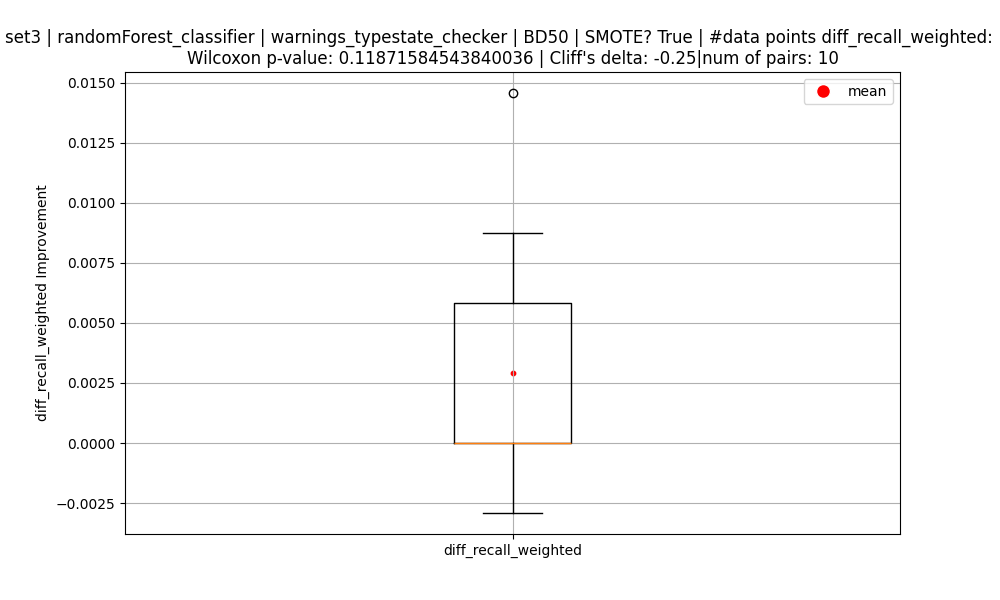 set3 | randomForest_classifier | warnings_typestate_checker | BD50 | SMOTE? True | #data points diff_recall_weighted:
Wilcoxon p-value: 0.11871584543840036 | Cliff's delta: -0.25|num of pairs: 10
mean
0.0150
0.0125
0.0100
0.0075
0.0050
0.0025
0.0000
−0.0025
diff_recall_weighted Improvement
diff_recall_weighted